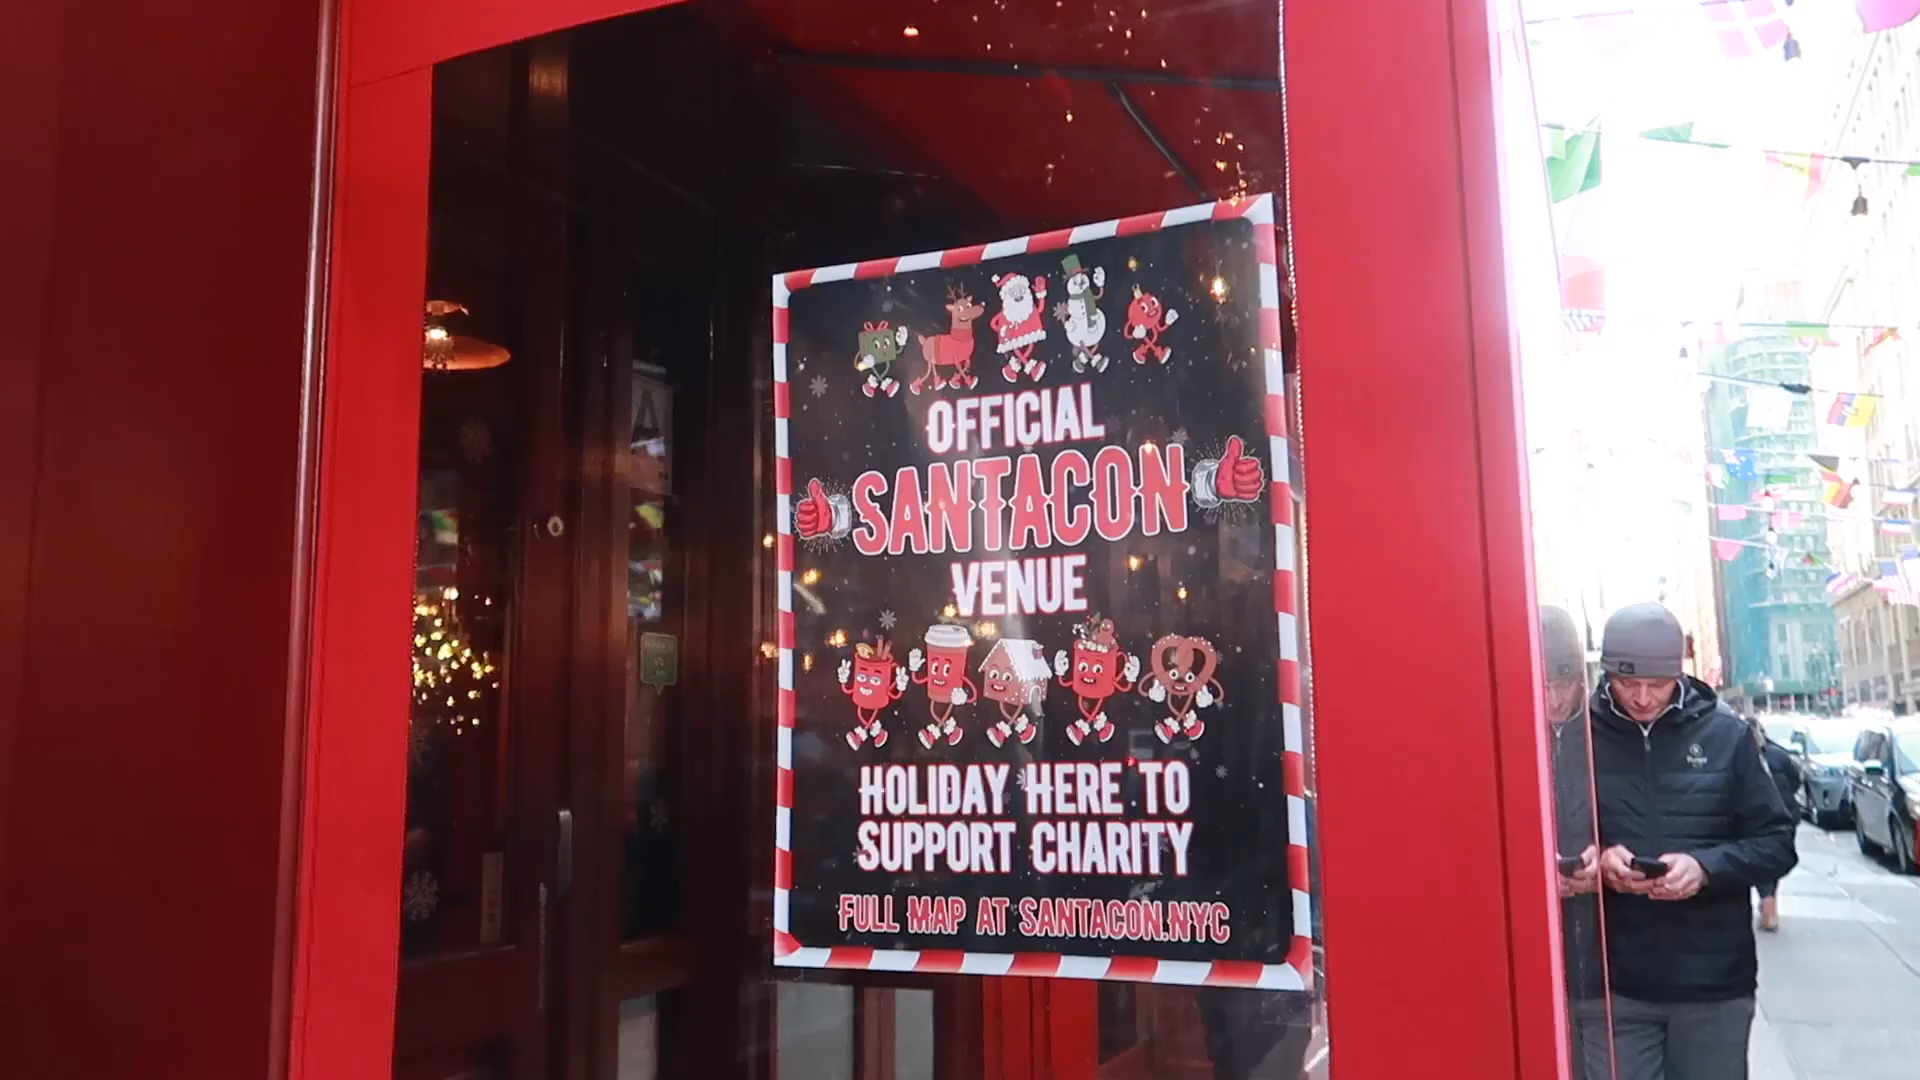 OFFICIAL
SANTACON
VENUE
HOLIDAY HERE TO
SUPPORT CHARITY
FULL MAP AT SANTACON.NYC
A